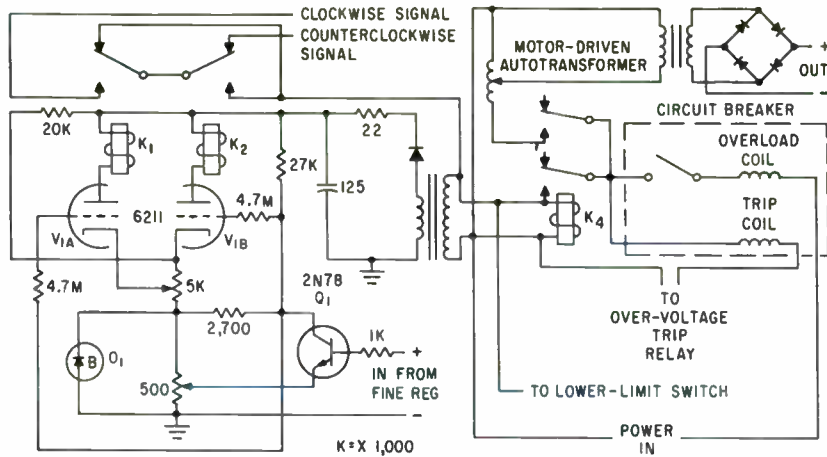 CLOCKWISE SIGNAL
COUNTERCLOCKWISE
SIGNAL
MOTOR-DRIVEN
AUTOTRANSFORMER
+
OUT
-
CIRCUIT BREAKER
OVERLOAD
COIL
20K
K1
K2
22
27K
125
4.7M
6211
V1A
V1B
4.7M
5K
2,700
2N78
Q1
1K
+
IN FROM
FINE REG
-
B
D1
500
K=X 1,000
K4
TRIP
COIL
TO
OVER-VOLTAGE
TRIP
RELAY
TO LOWER-LIMIT SWITCH
POWER
IN